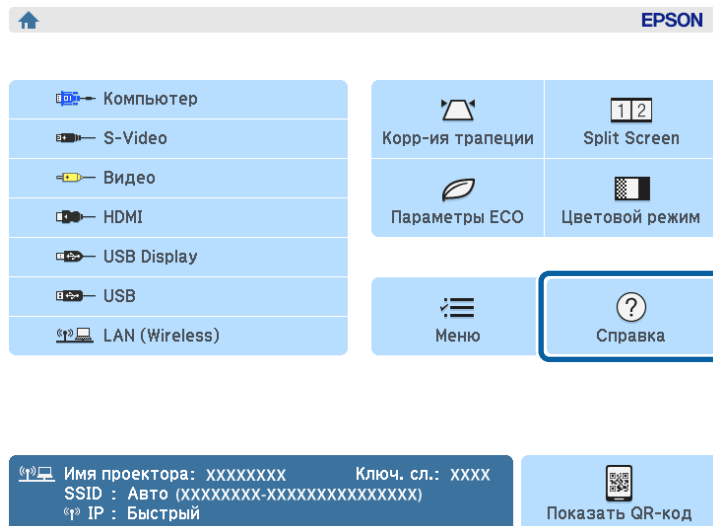 EPSON
Компьютер
S-Video
Видео
HDMI
USB Display
USB
LAN (Wireless)
Корр-ия трапеции
1 2
Split Screen
Параметры ECO
Цветовой режим
Меню
?
Справка
Имя проектора: XXXXXXXX Ключ. сл.: XXXX
SSID : Авто (XXXXXXXX-XXXXXXXXXXXXXXX)
IP : Быстрый
Показать QR-код